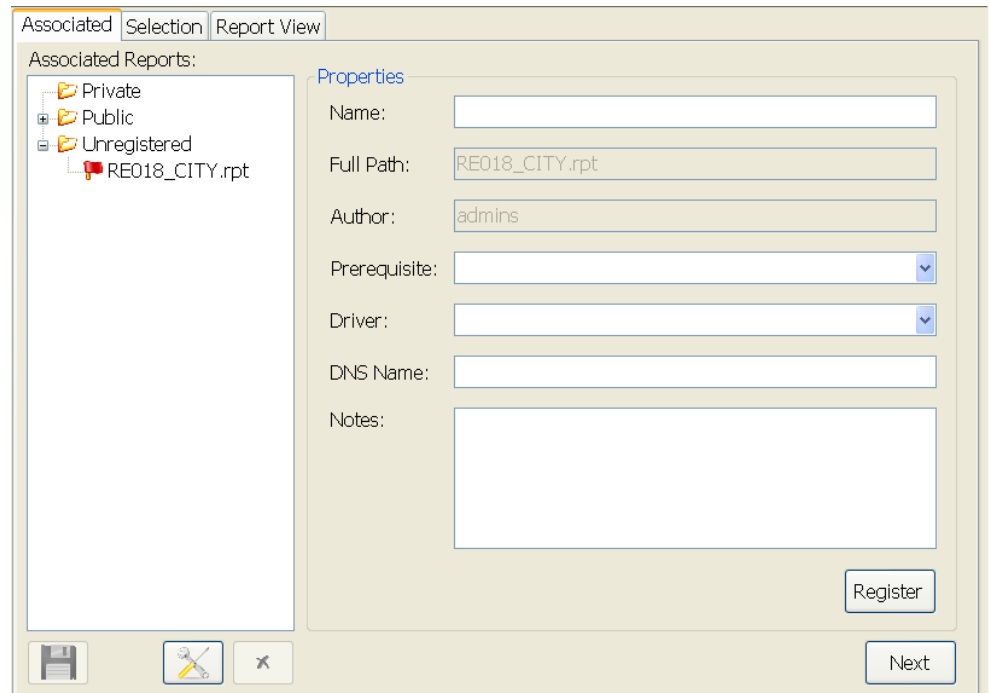 Associated Selection Report View
Associated Reports:
Private
Public
Unregistered
RE018_CITY.rpt
Properties
Name:
Full Path: RE018_CITY.rpt
Author: admins
Prerequisite:
Driver:
DNS Name:
Notes:
Register
Next